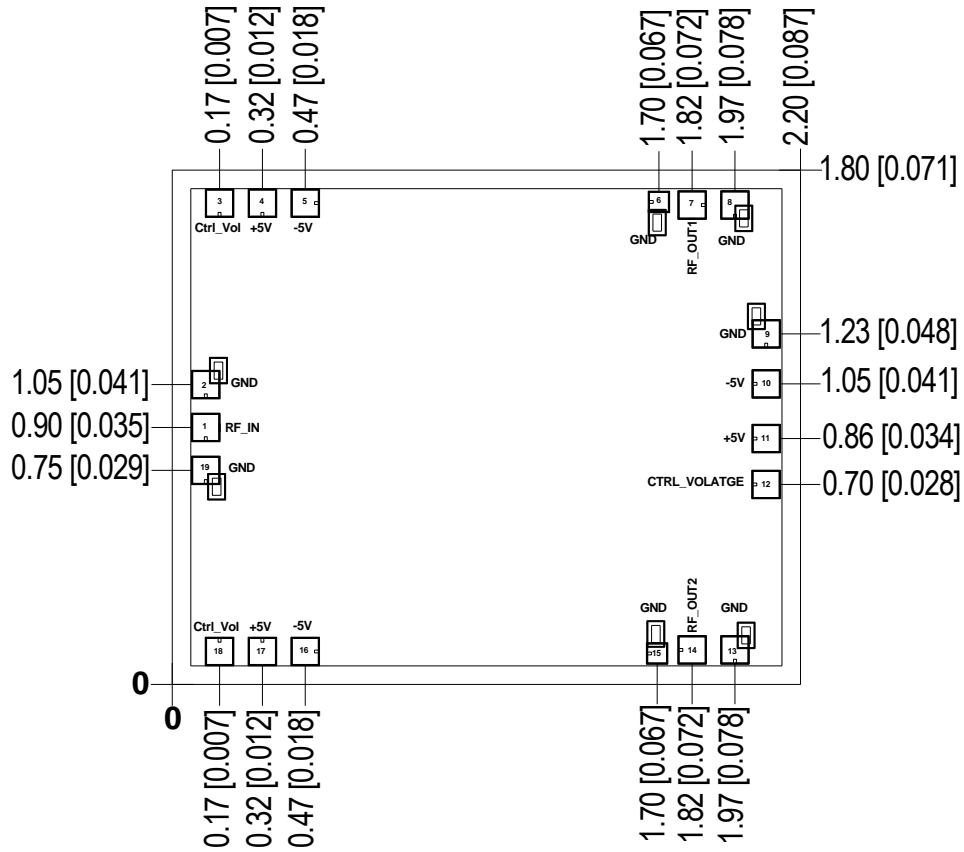 0.17 [0.007]
0.32 [0.012]
0.47 [0.018]
1.70 [0.067]
1.82 [0.072]
1.97 [0.078]
2.20 [0.087]
1.80 [0.071]
3
4
5
6
7
8
Ctrl_Vol
+5V
-5V
GND
RF_OUT1
GND
9
GND
1.23 [0.048]
1.05 [0.041]
2
GND
-5V
10
1.05 [0.041]
0.90 [0.035]
1
RF_IN
+5V
11
0.86 [0.034]
0.75 [0.029]
19
GND
CTRL_VOLATGE
12
0.70 [0.028]
Ctrl_Vol
+5V
-5V
GND
RF_OUT2
GND
18
17
16
15
14
13
0
0
0.17 [0.007]
0.32 [0.012]
0.47 [0.018]
1.70 [0.067]
1.82 [0.072]
1.97 [0.078]